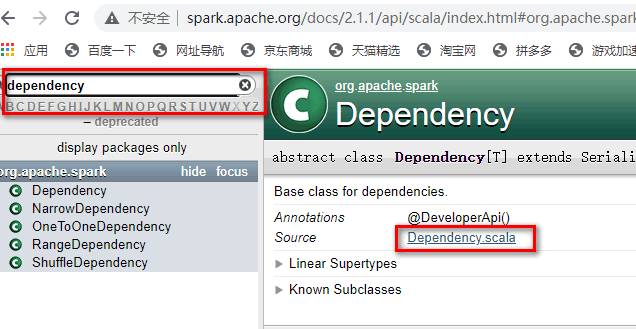 不安全 | spark.apache.org/docs/2.1.1/api/scala/index.html#org.apache.spar
应用 百度一下 网址导航 京东商城 天猫精选 淘宝网 拼多多 游戏加速
dependency
ABCDEFGHIJKLMNOPQRSTUVWXYZ
– deprecated
display packages only
org.apache.spark hide focus
Dependency
NarrowDependency
OneToOneDependency
RangeDependency
ShuffleDependency
org.apache.spark
C Dependency
abstract class Dependency[T] extends Seriali
Base class for dependencies.
Annotations @DeveloperApi()
Source Dependency.scala
Linear Supertypes
Known Subclasses